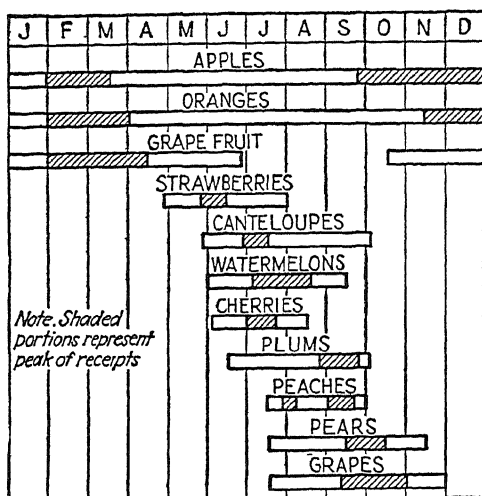 J F M A M J J A S O N D
APPLES
ORANGES
GRAPE FRUIT
STRAWBERRIES
CANTELOUPES
WATERMELONS
CHERRIES
Note. Shaded
portions represent
peak of receipts
PLUMS
PEACHES
PEARS
GRAPES